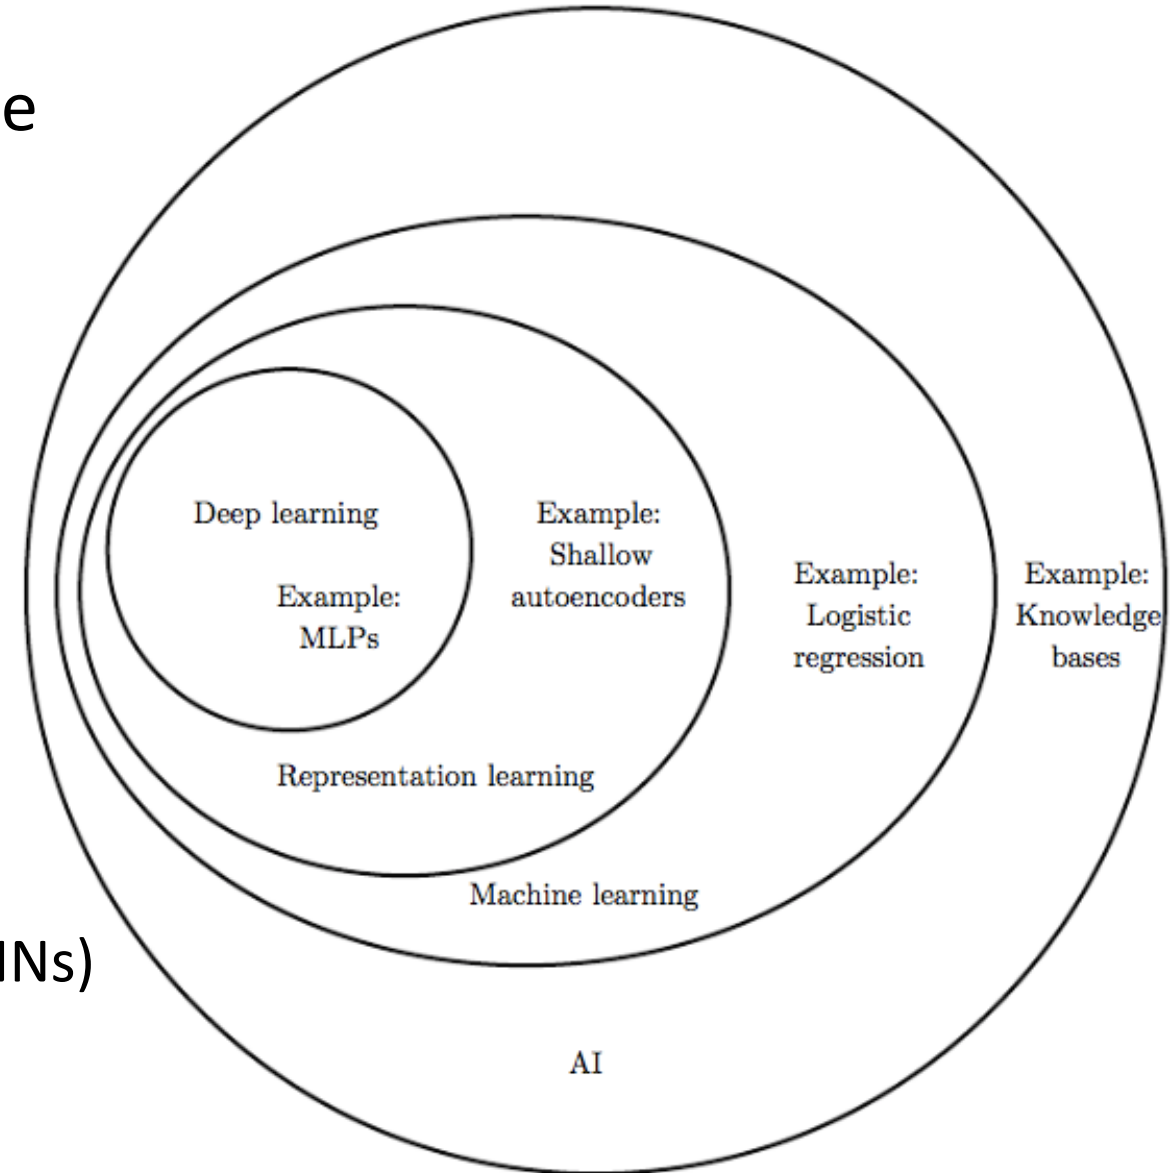 e
Deep learning
Example:
MLPs
Example:
Shallow
autoencoders
Example:
Logistic
regression
Example:
Knowledge
bases
Representation learning
Machine learning
INs)
AI